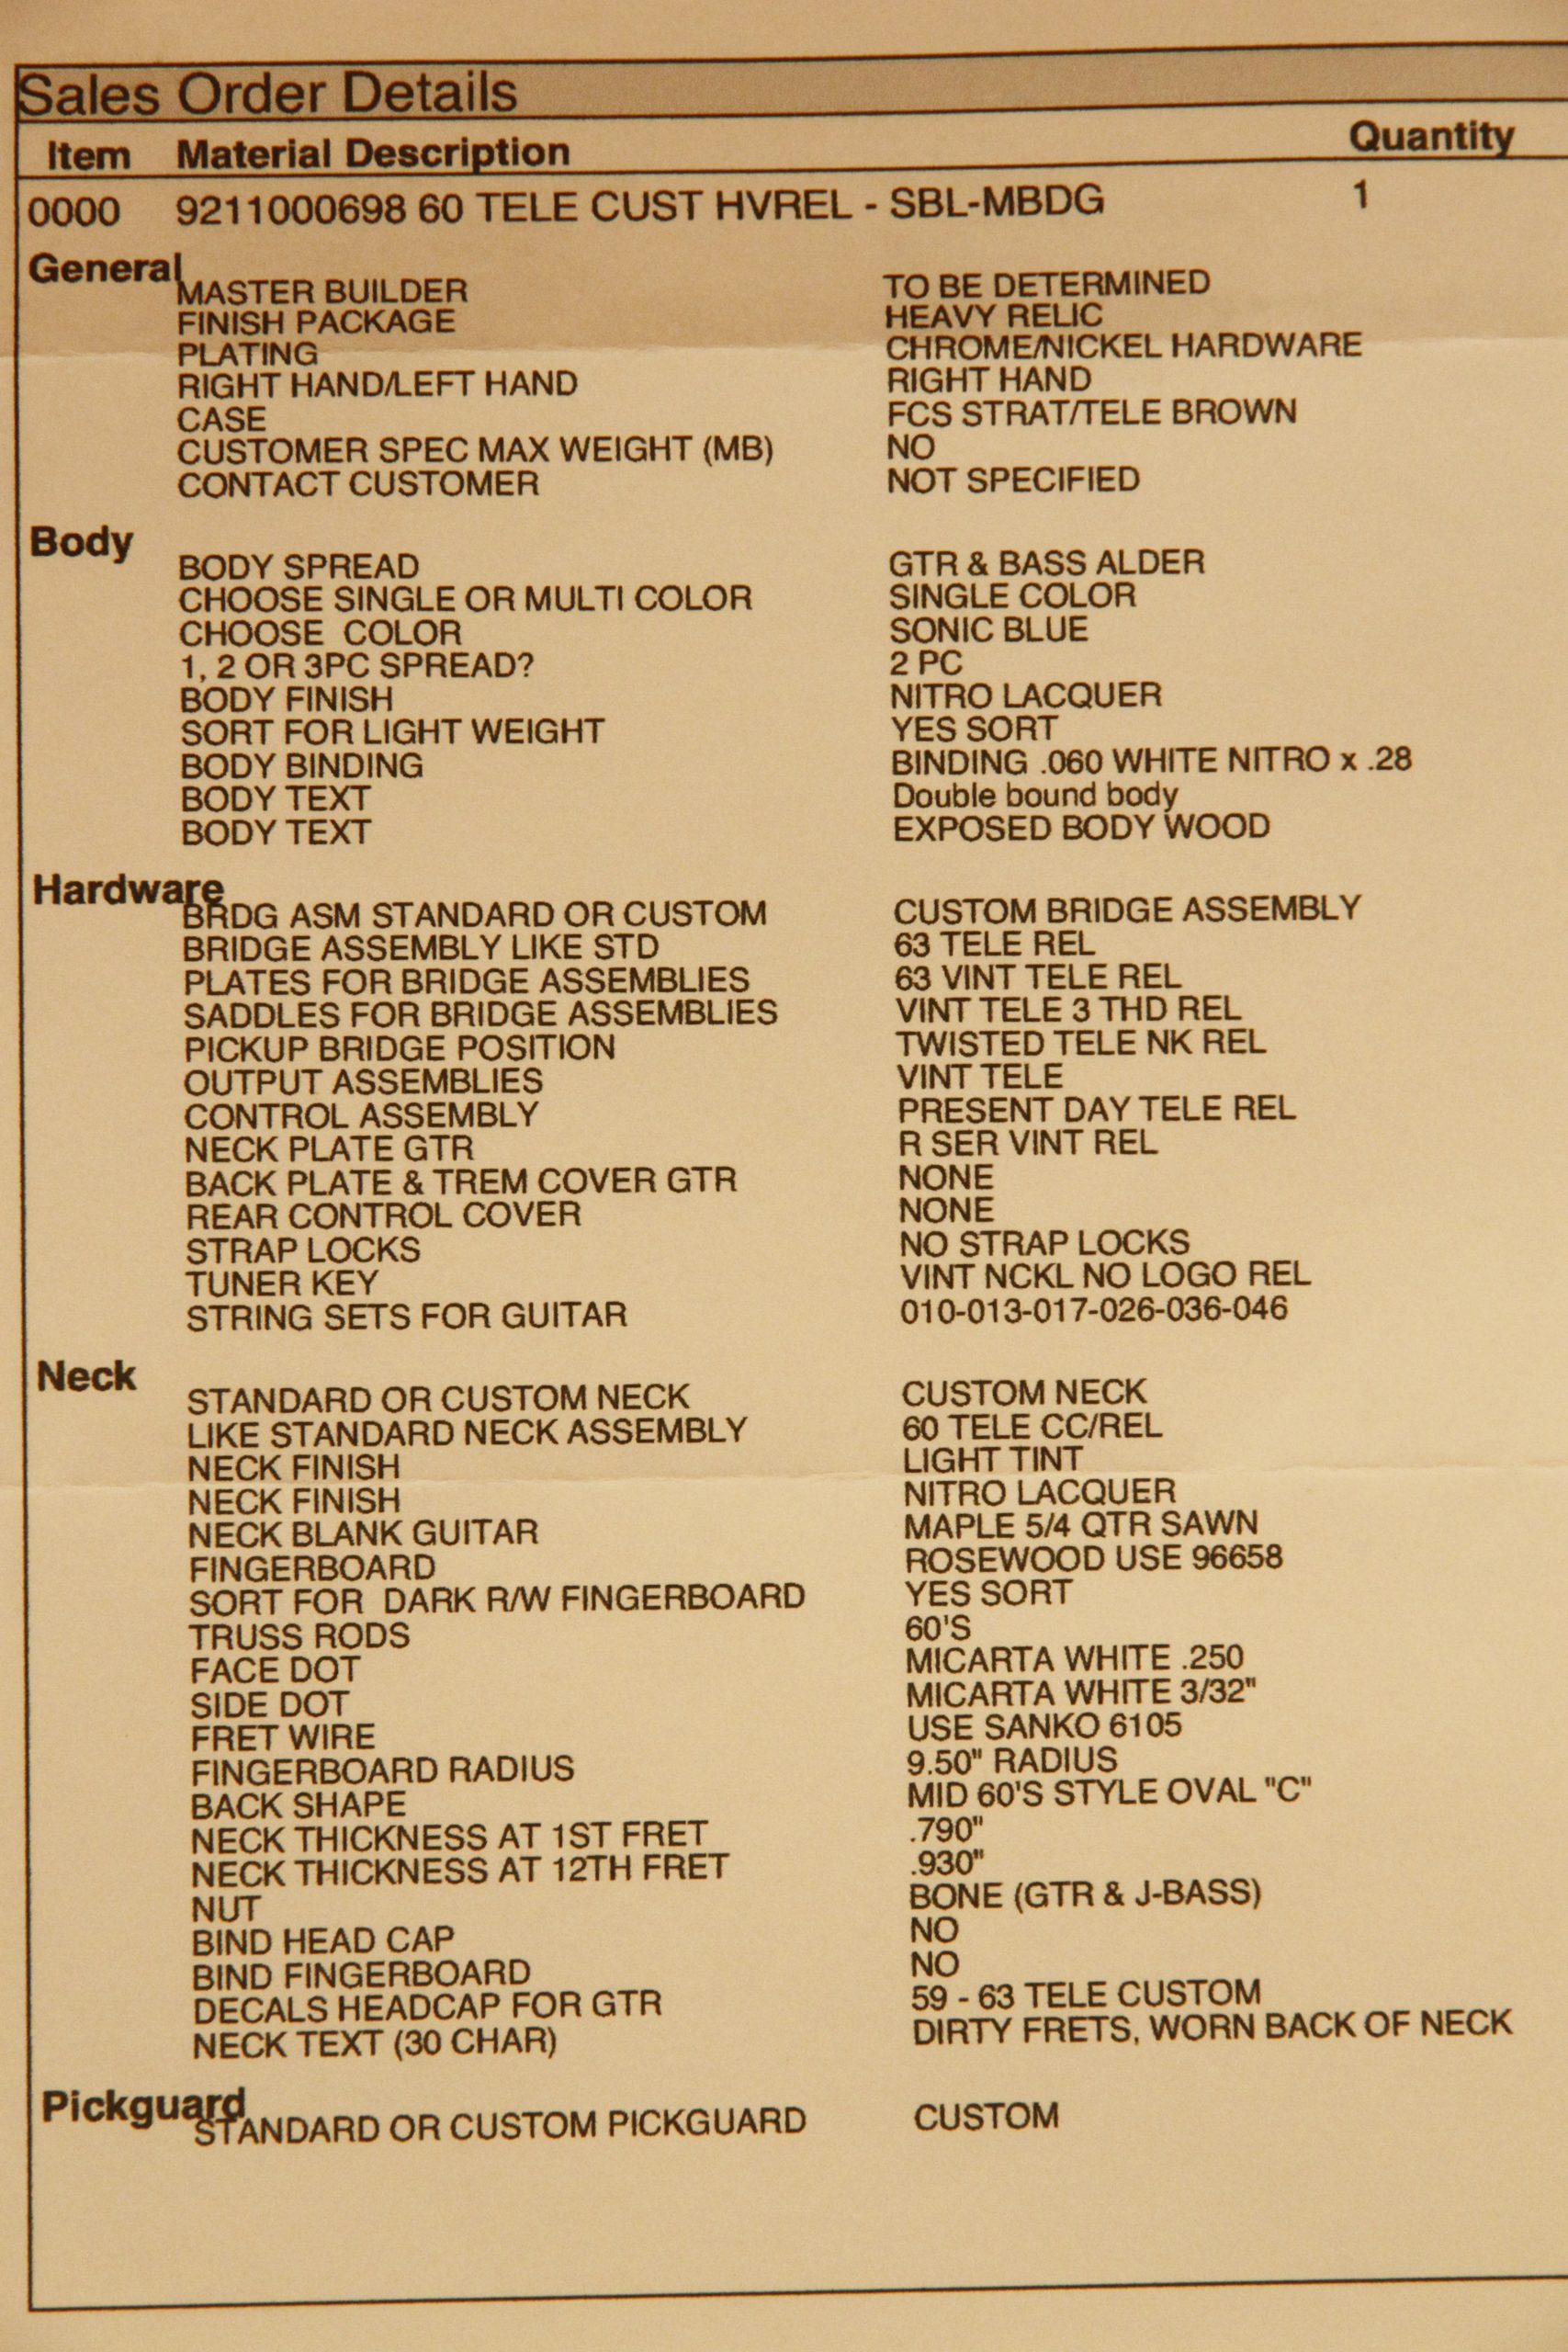 Sales Order Details
Item Material Description Quantity
0000 9211000698 60 TELE CUST HVREL - SBL-MBDG 1
General
MASTER BUILDER TO BE DETERMINED
FINISH PACKAGE HEAVY RELIC
PLATING CHROME/NICKEL HARDWARE
RIGHT HAND/LEFT HAND RIGHT HAND
CASE FCS STRAT/TELE BROWN
CUSTOMER SPEC MAX WEIGHT (MB) NO
CONTACT CUSTOMER NOT SPECIFIED
Body
BODY SPREAD GTR & BASS ALDER
CHOOSE SINGLE OR MULTI COLOR SINGLE COLOR
CHOOSE COLOR SONIC BLUE
1, 2 OR 3PC SPREAD? 2 PC
BODY FINISH NITRO LACQUER
SORT FOR LIGHT WEIGHT YES SORT
BODY BINDING BINDING .060 WHITE NITRO x .28
BODY TEXT Double bound body
BODY TEXT EXPOSED BODY WOOD
Hardware
BRDG ASM STANDARD OR CUSTOM CUSTOM BRIDGE ASSEMBLY
BRIDGE ASSEMBLY LIKE STD 63 TELE REL
PLATES FOR BRIDGE ASSEMBLIES 63 VINT TELE REL
SADDLES FOR BRIDGE ASSEMBLIES VINT TELE 3 THD REL
PICKUP BRIDGE POSITION TWISTED TELE NK REL
OUTPUT ASSEMBLIES VINT TELE
CONTROL ASSEMBLY PRESENT DAY TELE REL
NECK PLATE GTR R SER VINT REL
BACK PLATE & TREM COVER GTR NONE
REAR CONTROL COVER NONE
STRAP LOCKS NO STRAP LOCKS
TUNER KEY VINT NCKL NO LOGO REL
STRING SETS FOR GUITAR 010-013-017-026-036-046
Neck
STANDARD OR CUSTOM NECK CUSTOM NECK
LIKE STANDARD NECK ASSEMBLY 60 TELE CC/REL
NECK FINISH LIGHT TINT
NECK FINISH NITRO LACQUER
NECK BLANK GUITAR MAPLE 5/4 QTR SAWN
FINGERBOARD ROSEWOOD USE 96658
SORT FOR DARK R/W FINGERBOARD YES SORT
TRUSS RODS 60'S
FACE DOT MICARTA WHITE .250
SIDE DOT MICARTA WHITE 3/32"
FRET WIRE USE SANKO 6105
FINGERBOARD RADIUS 9.50" RADIUS
BACK SHAPE MID 60'S STYLE OVAL "C"
NECK THICKNESS AT 1ST FRET .790"
NECK THICKNESS AT 12TH FRET .930"
NUT BONE (GTR & J-BASS)
BIND HEAD CAP NO
BIND FINGERBOARD NO
DECALS HEADCAP FOR GTR 59 - 63 TELE CUSTOM
NECK TEXT (30 CHAR) DIRTY FRETS, WORN BACK OF NECK
Pickguard
STANDARD OR CUSTOM PICKGUARD CUSTOM